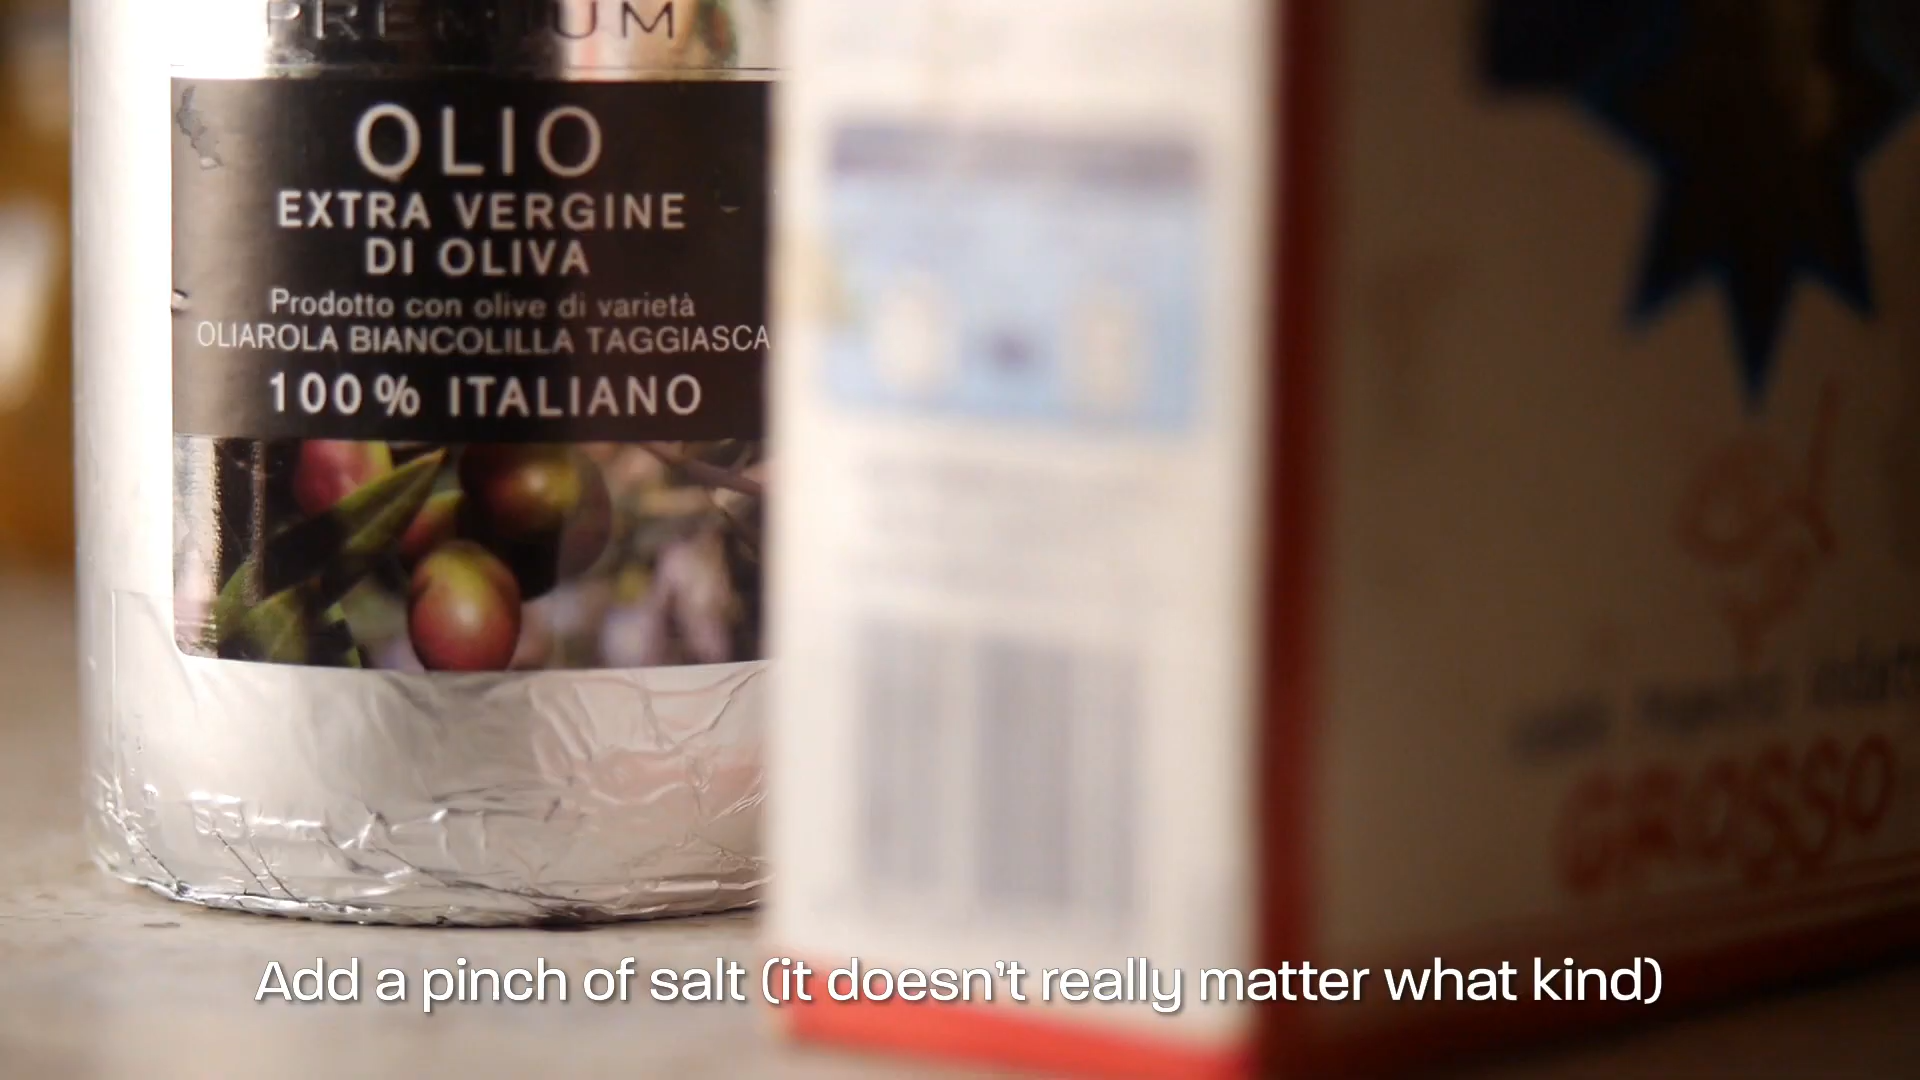 PREMIUM
OLIO
EXTRA VERGINE
DI OLIVA
Prodotto con olive di varietà
OLIAROLA BIANCOLILLA TAGGIASCA
100% ITALIANO
GROSSO
Add a pinch of salt (it doesn't really matter what kind)